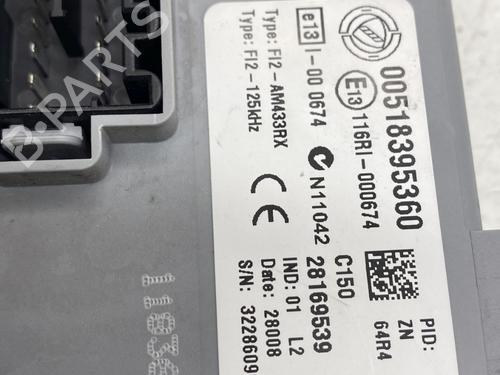 00518395360
e13 I-00 0674
E13 116RI-000674
Type: FI2-AM433RX
Type: FI2-125kHz
N11042
CE
C150
28169539
IND: 01 L2
Date: 28008
S/N: 3228609
PID:
ZN
64R4
B-PARTS